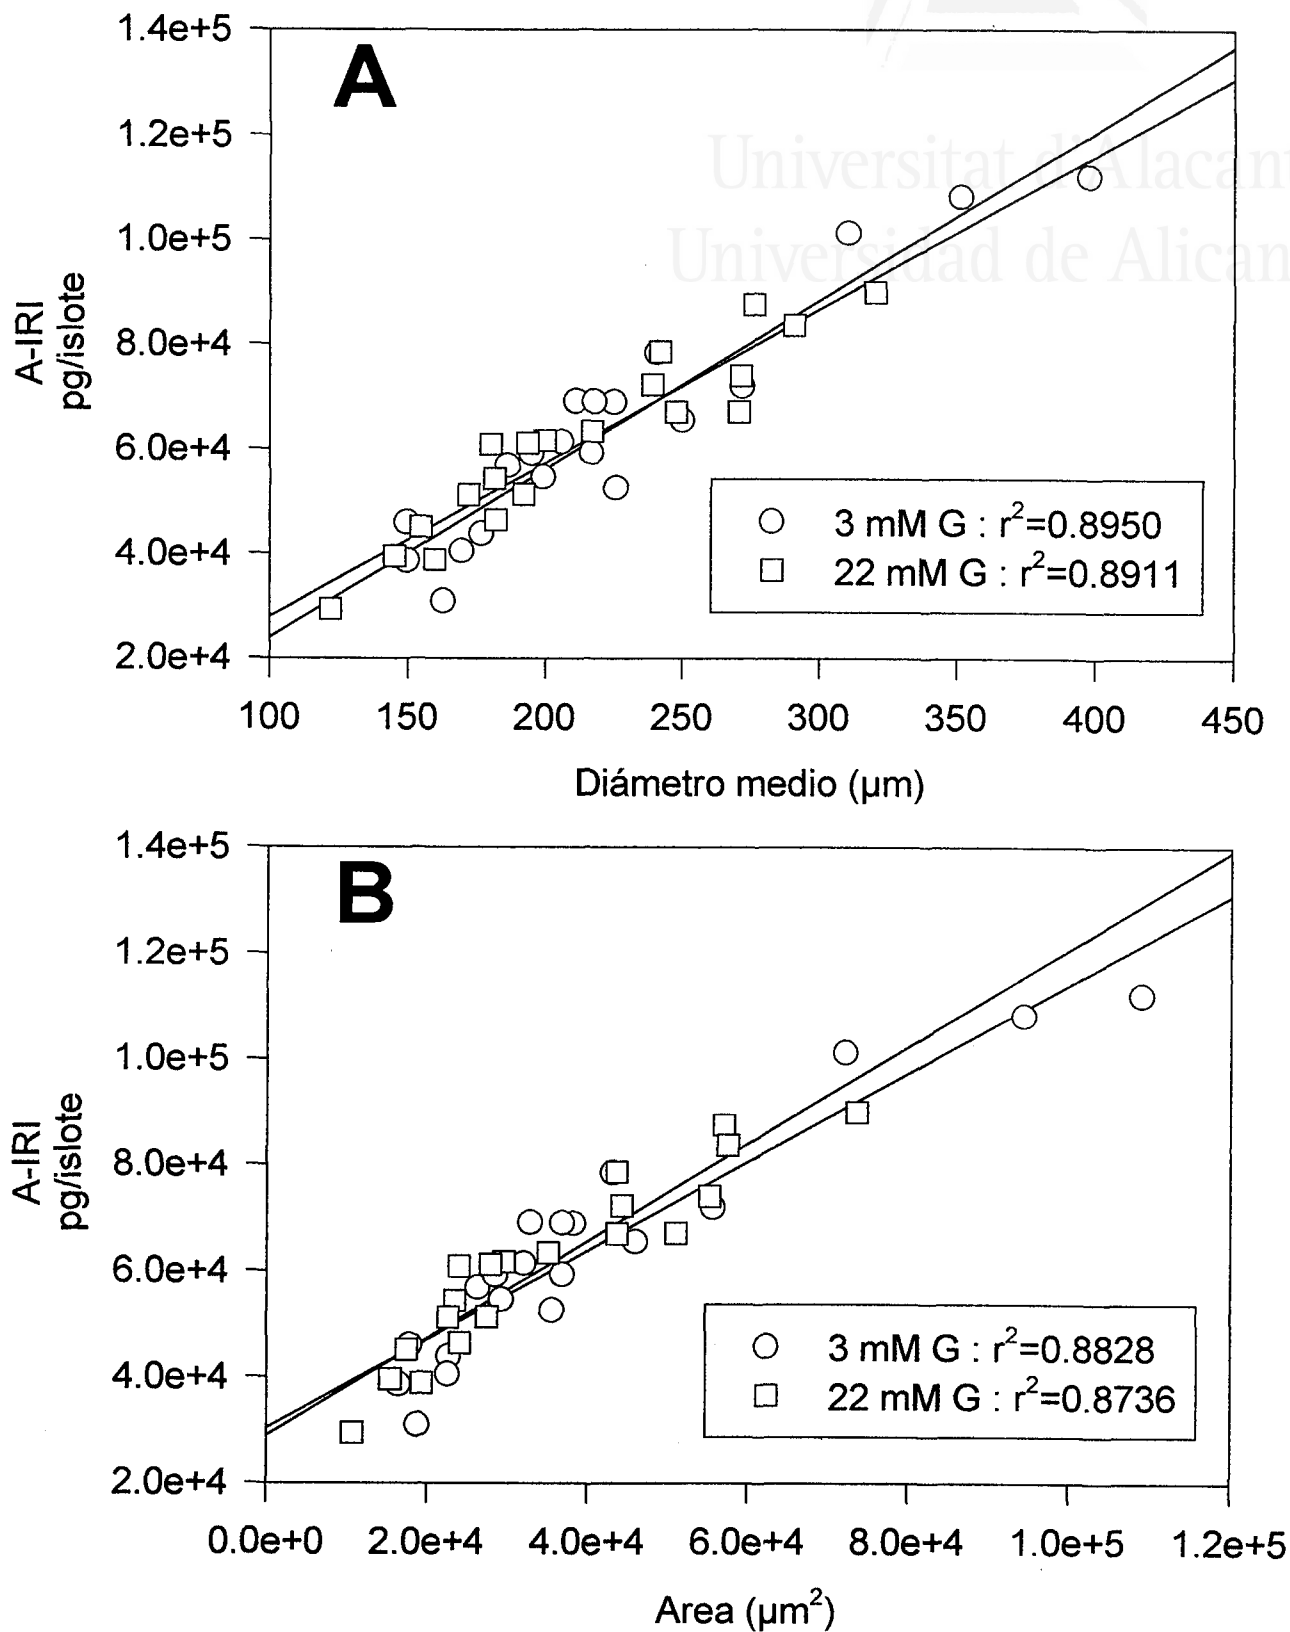 A
1.4e+5
1.2e+5
1.0e+5
8.0e+4
6.0e+4
4.0e+4
2.0e+4
A-IRI
pg/islote
Universitat d'Alacant
Universidad de Alican
3 mM G : r²=0.8950
22 mM G : r²=0.8911
100 150 200 250 300 350 400 450
Diámetro medio (µm)
B
1.4e+5
1.2e+5
1.0e+5
8.0e+4
6.0e+4
4.0e+4
2.0e+4
A-IRI
pg/islote
3 mM G : r²=0.8828
22 mM G : r²=0.8736
0.0e+0 2.0e+4 4.0e+4 6.0e+4 8.0e+4 1.0e+5 1.2e+5
Area (µm²)